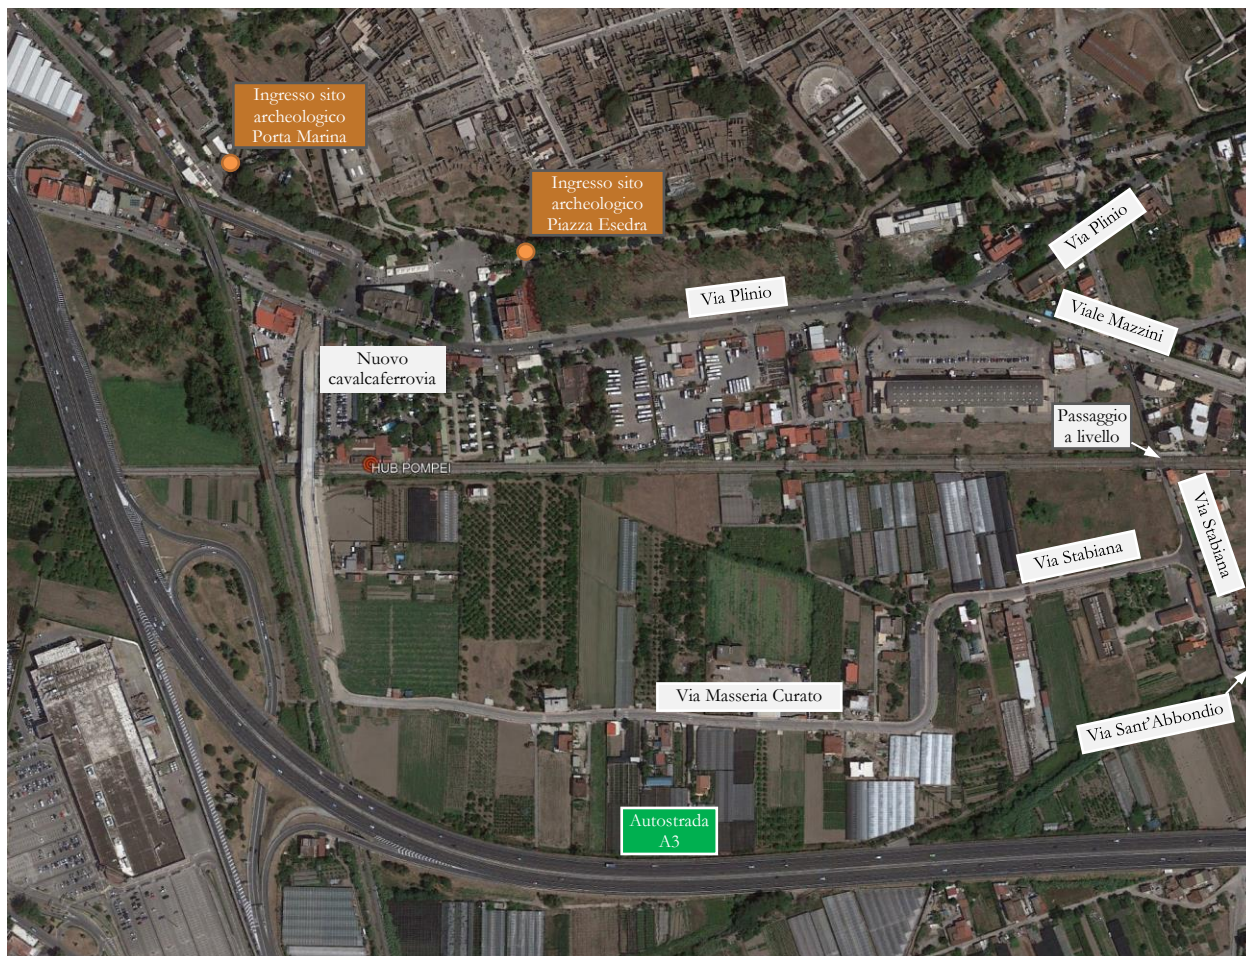 Ingresso sito
archeologico
Porta Marina
Ingresso sito
archeologico
Piazza Esedra
Via Plinio
Via Plinio
Viale Mazzini
Nuovo
cavalcaferrovia
Passaggio
a livello
HUB POMPEI
Via Stabiana
Via Stabiana
Via Masseria Curato
Via Sant'Abbondio
Autostrada
A3